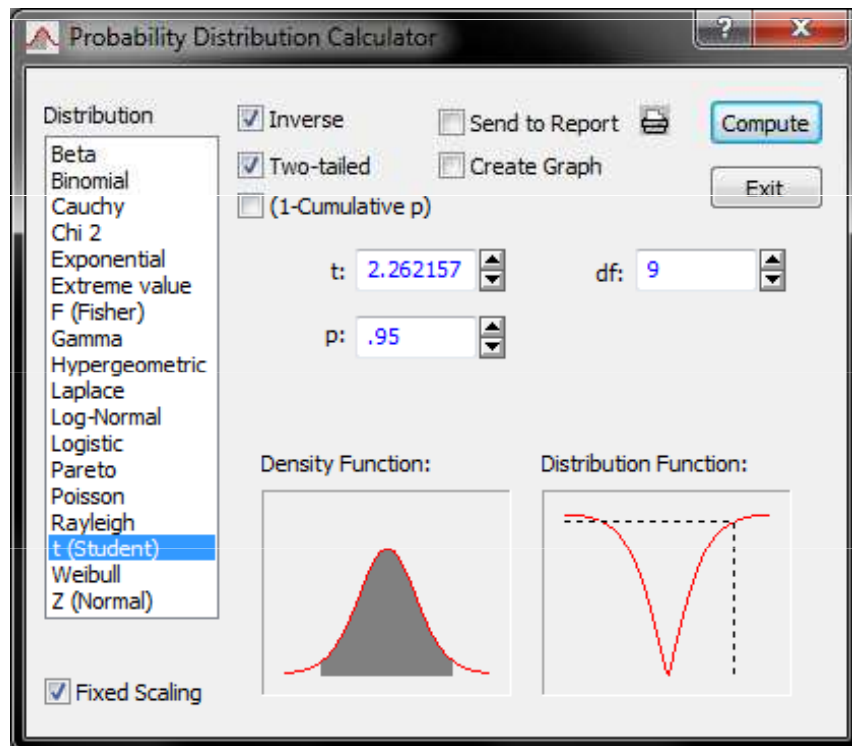 Probability Distribution Calculator
?
X
Distribution
Beta
Binomial
Cauchy
Chi 2
Exponential
Extreme value
F (Fisher)
Gamma
Hypergeometric
Laplace
Log-Normal
Logistic
Pareto
Poisson
Rayleigh
t (Student)
Weibull
Z (Normal)
Fixed Scaling
Inverse
Two-tailed
(1-Cumulative p)
Send to Report
Create Graph
Compute
Exit
t: 2.262157
df: 9
p: .95
Density Function:
Distribution Function: